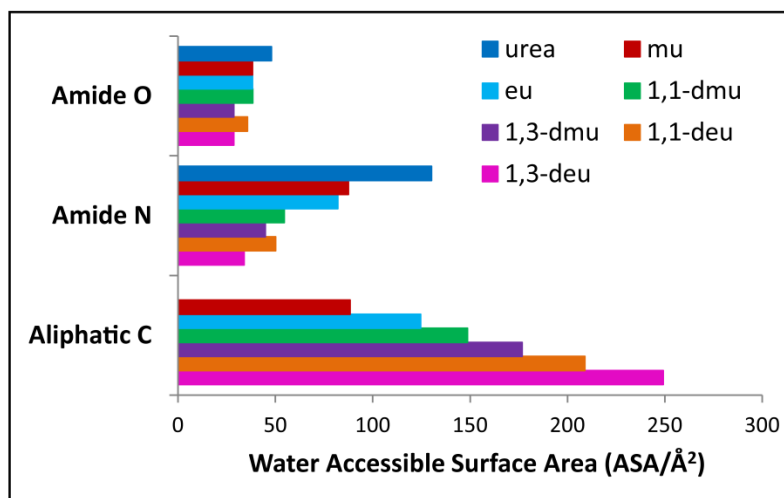 urea mu
eu 1,1-dmu
1,3-dmu 1,1-deu
1,3-deu
Amide O
Amide N
Aliphatic C
0 50 100 150 200 250 300
Water Accessible Surface Area (ASA/Å²)